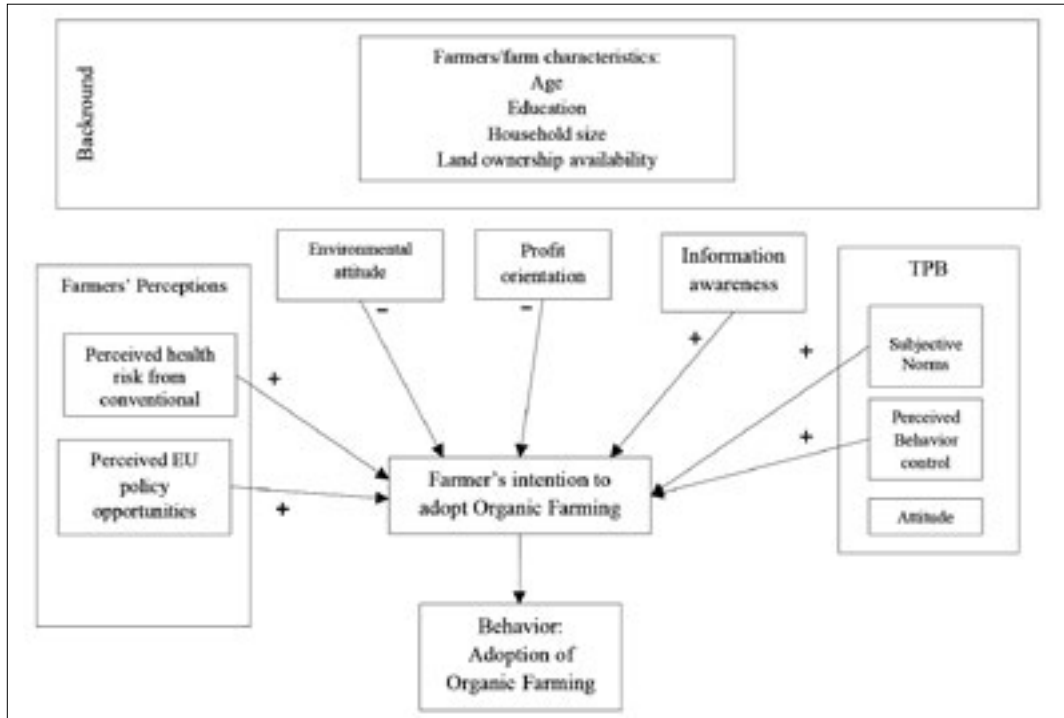 Backround
Farmers/farm characteristics:
Age
Education
Household size
Land ownership availability
Environmental
attitude
Profit
orientation
Information
awareness
Farmers' Perceptions
Perceived health
risk from
conventional
Perceived EU
policy
opportunities
TPB
Subjective
Norms
Perceived
Behavior
control
Attitude
-
-
+
+
+
+
+
Farmer's intention to
adopt Organic Farming
Behavior:
Adoption of
Organic Farming